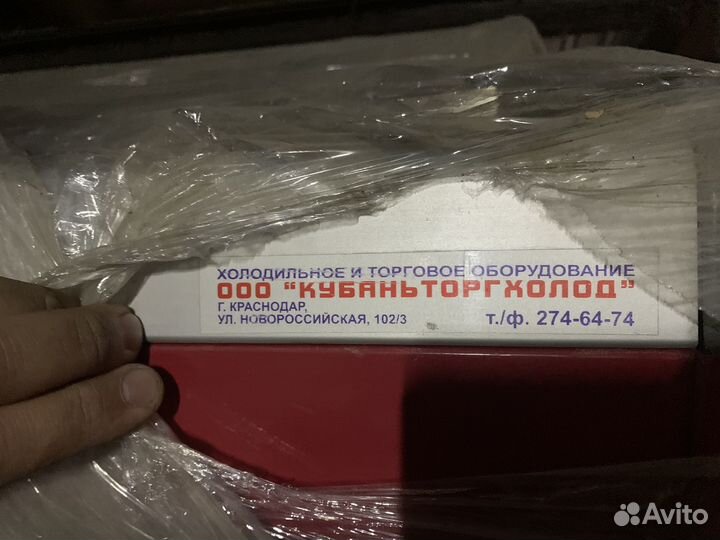 ХОЛОДИЛЬНОЕ И ТОРГОВОЕ ОБОРУДОВАНИЕ
ООО "КУБАНЬТОРГХОЛОД"
Г. КРАСНОДАР,
УЛ. НОВОРОССИЙСКАЯ, 102/3 т./ф. 274-64-74
Avito